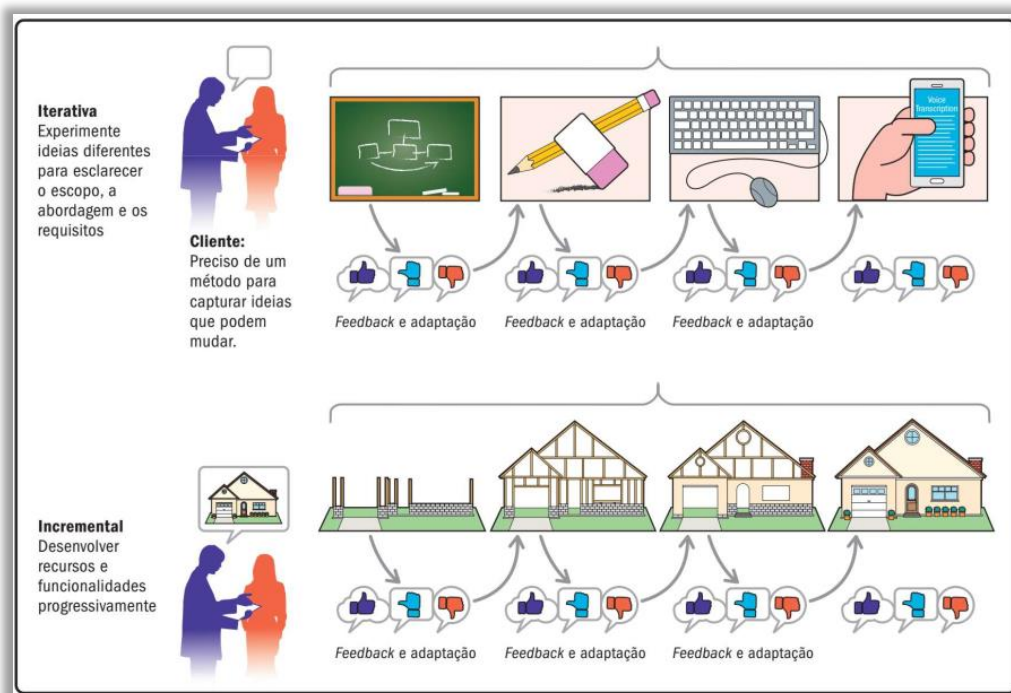 Iterativa
Experimente
ideias diferentes
para esclarecer
o escopo, a
abordagem e os
requisitos
Cliente:
Preciso de um
método para
capturar ideias
que podem
mudar.
Voice
Transcription
Feedback e adaptação
Feedback e adaptação
Feedback e adaptação
Incremental
Desenvolver
recursos e
funcionalidades
progressivamente
Feedback e adaptação
Feedback e adaptação
Feedback e adaptação